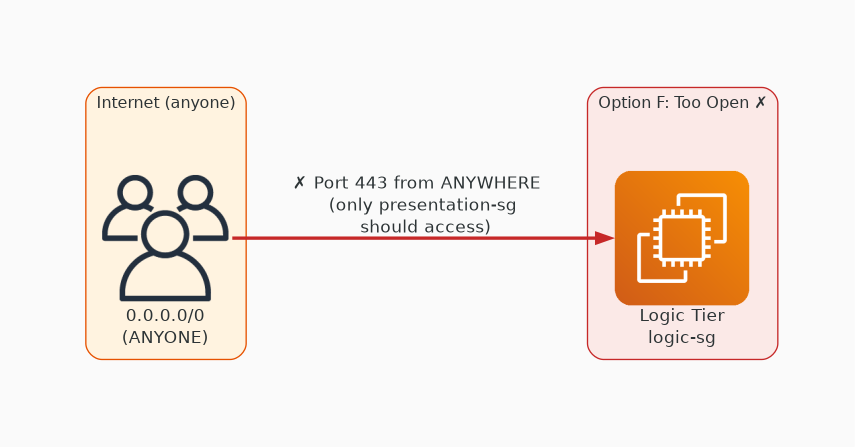 Internet (anyone)
0.0.0.0/0
(ANYONE)
✗ Port 443 from ANYWHERE
(only presentation-sg
should access)
Option F: Too Open ✗
Logic Tier
logic-sg